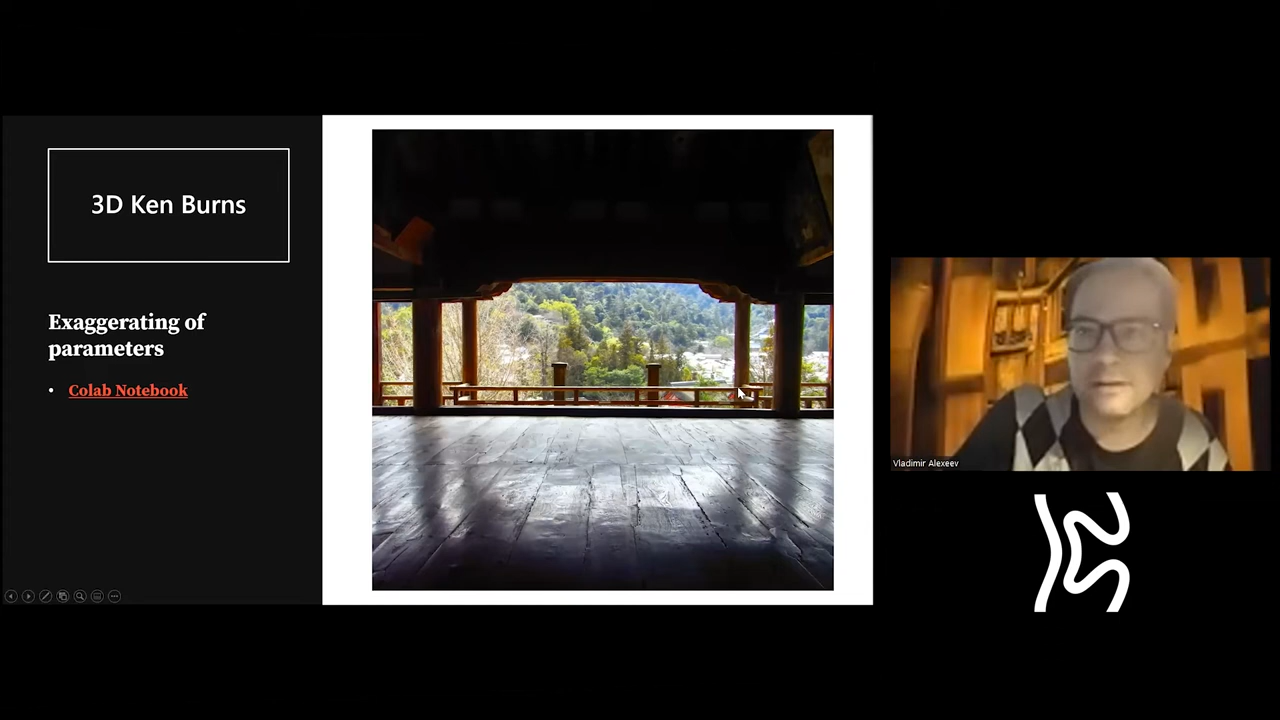 3D Ken Burns
Exaggerating of
parameters
• Colab Notebook
Vladimir Alexeev